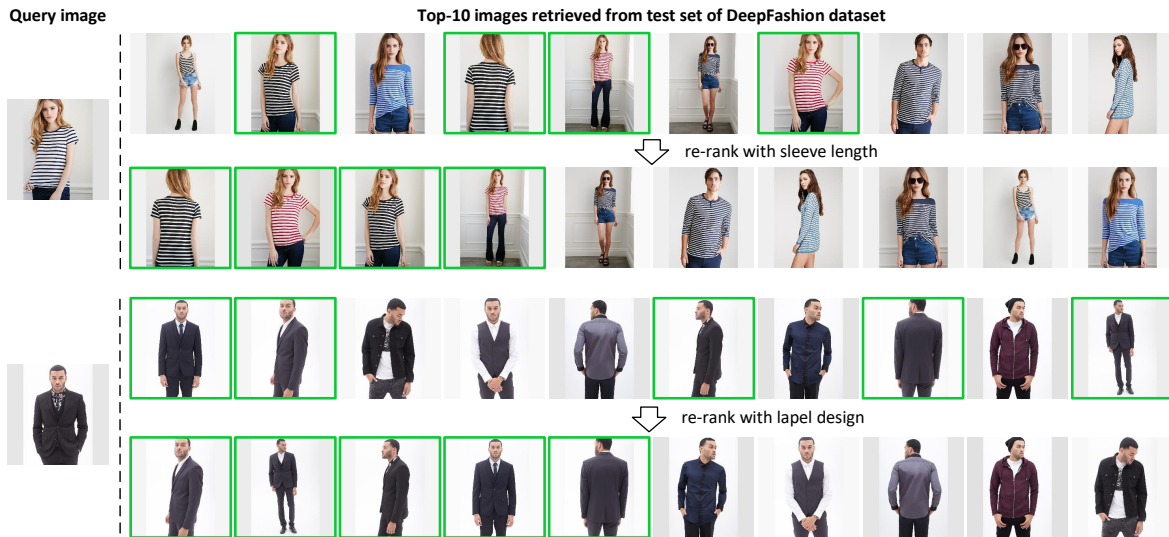 Query image
Top-10 images retrieved from test set of DeepFashion dataset
re-rank with sleeve length
re-rank with lapel design